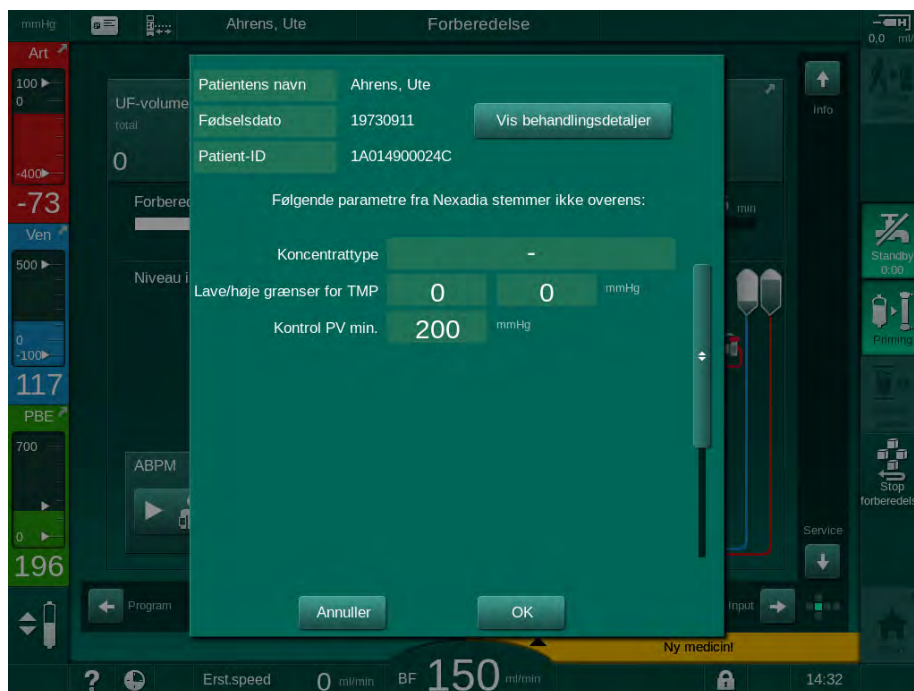 mmHg
Ahrens, Ute
Forberedelse
0,0 ml
Art
100
0
-400
-73
Ven
500
0
-100
117
PBE
700
0
196
UF-volume
total
0
Forbered
min
Niveau i
ABPM
Patientens navn Ahrens, Ute
Fødselsdato 19730911 Vis behandlingsdetaljer
Patient-ID 1A014900024C
Følgende parametre fra Nexadia stemmer ikke overens:
Koncentrattype -
Lave/høje grænser for TMP 0 0 mmHg
Kontrol PV min. 200 mmHg
Annuller OK
Info
Service
Standby
0:00
Priming
Stop
forberedels
Program
Input
Ny medicin!
? Erst.speed 0 ml/min BF 150 ml/min 14:32